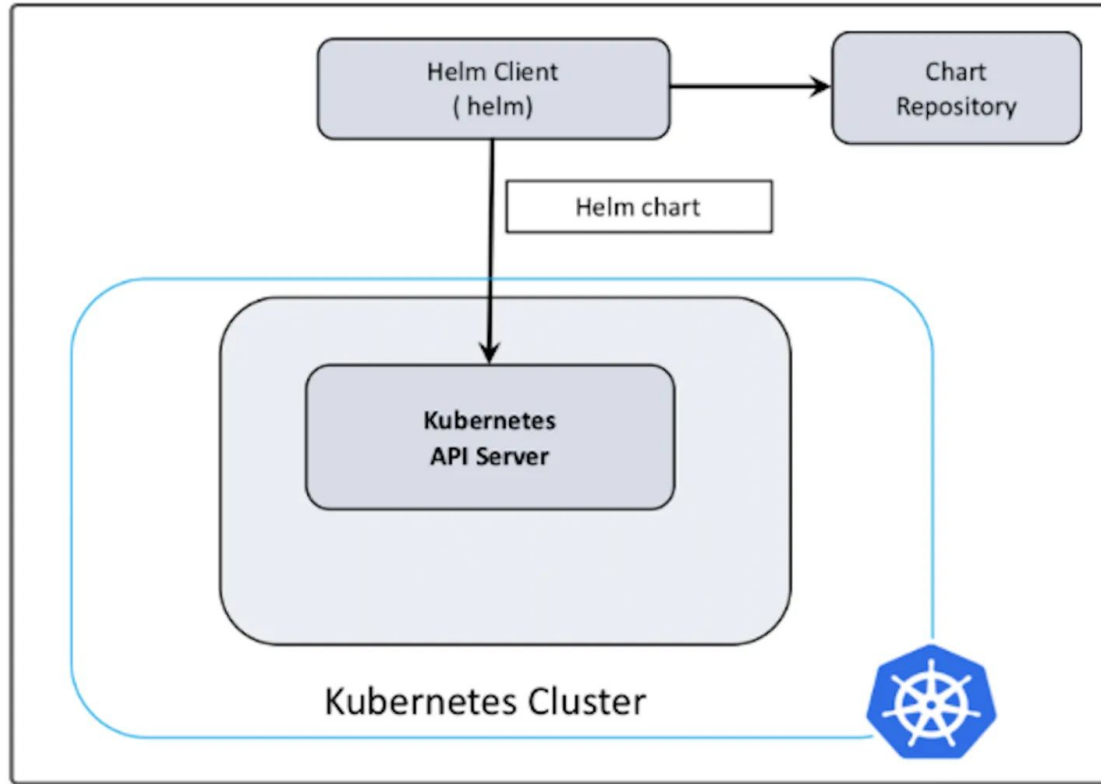 Helm Client
( helm)
Chart
Repository
Helm chart
Kubernetes
API Server
Kubernetes Cluster